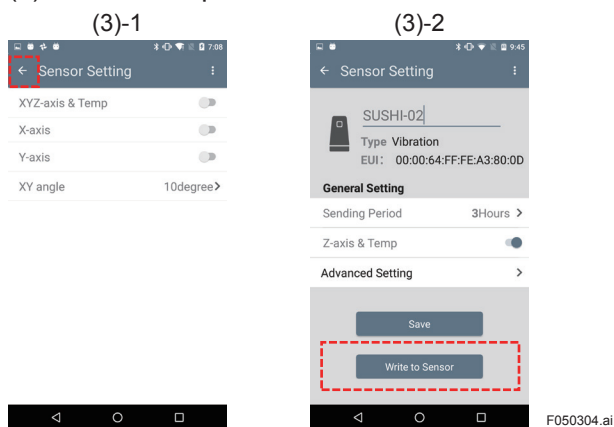 (3)-1
7:08
Sensor Setting
XYZ-axis & Temp
X-axis
Y-axis
XY angle 10degree>
(3)-2
9:45
Sensor Setting
SUSHI-02
Type Vibration
EUI: 00:00:64:FF:FE:A3:80:0D
General Setting
Sending Period 3Hours >
Z-axis & Temp
Advanced Setting >
Save
Write to Sensor
F050304.ai